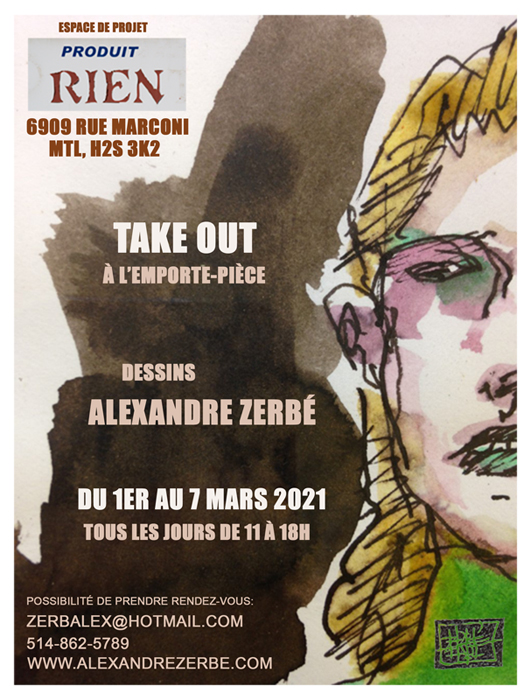 ESPACE DE PROJET
PRODUIT
RIEN
6909 RUE MARCONI
MTL, H2S 3K2
TAKE OUT
À L'EMPORTE-PIÈCE
DESSINS
ALEXANDRE ZERBÉ
DU 1ER AU 7 MARS 2021
TOUS LES JOURS DE 11 À 18H
POSSIBILITÉ DE PRENDRE RENDEZ-VOUS:
ZERBALEX@HOTMAIL.COM
514-862-5789
WWW.ALEXANDREZERBE.COM